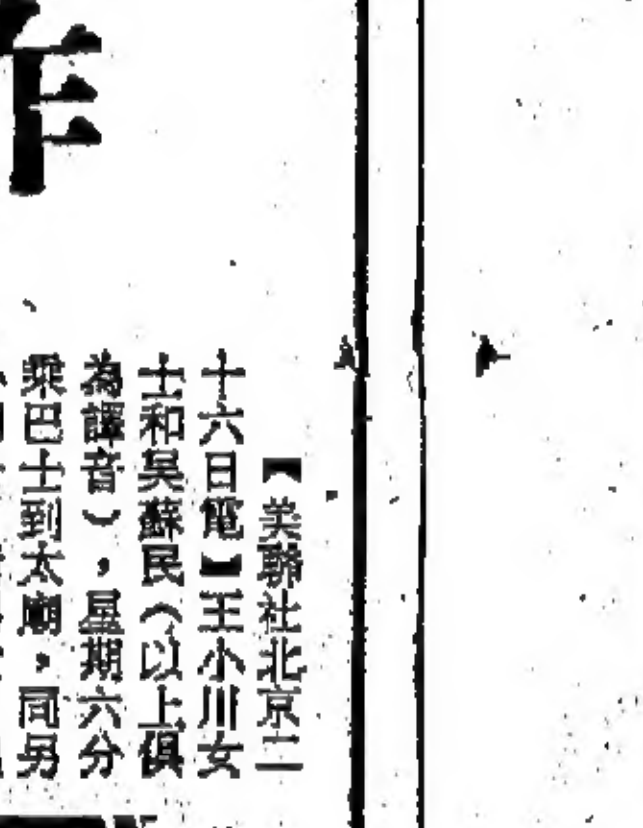 【美聯社北京二
十六日電】王小川女
士和吳蘇民（以上俱
為譯音），星期六分
乘巴士到太廟，同另